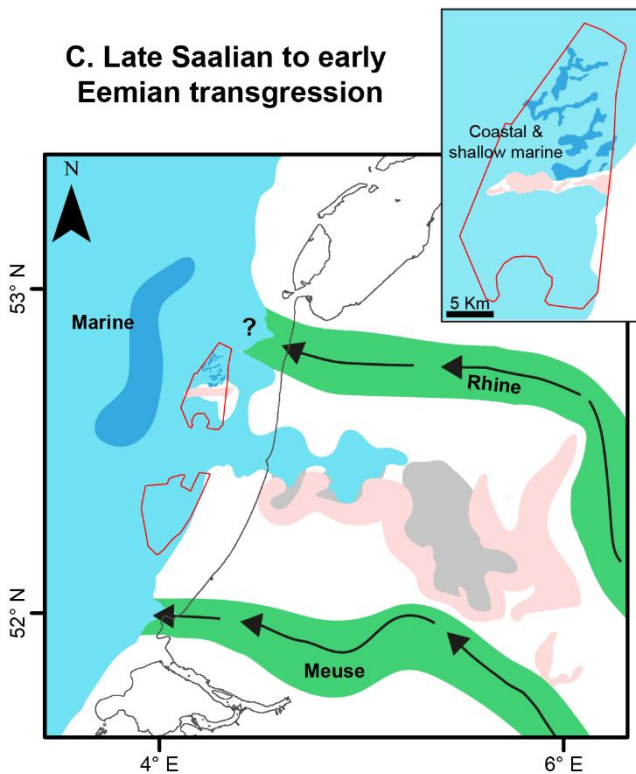 C. Late Saalian to early
Eemian transgression
Coastal &
shallow marine
5 Km
N
53° N
Marine
?
Rhine
52° N
Meuse
4° E
6° E